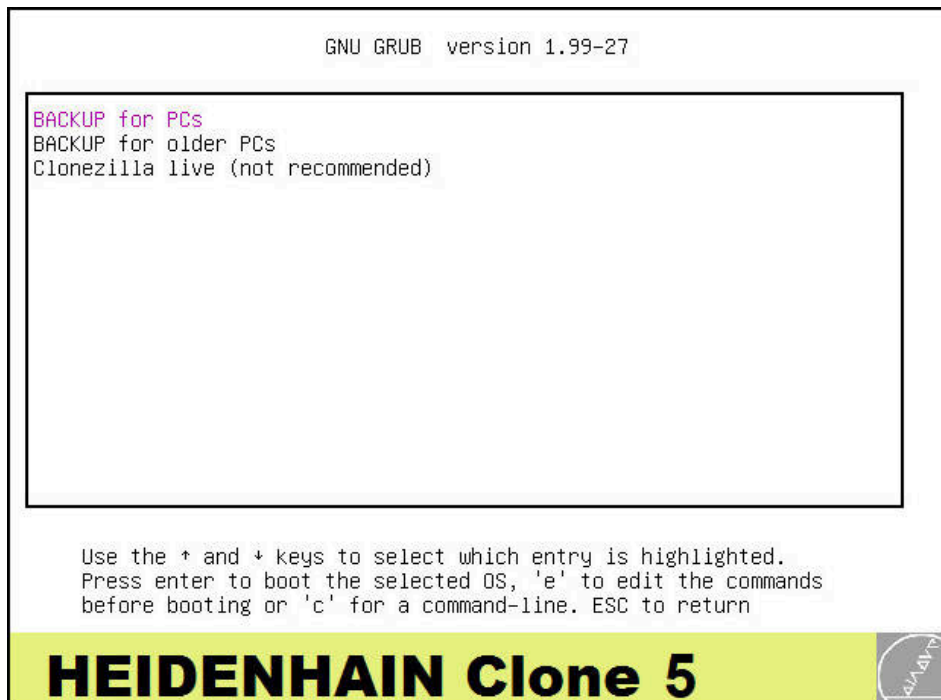 GNU GRUB version 1.99-27
BACKUP for PCs
BACKUP for older PCs
Clonezilla live (not recommended)
Use the ↑ and ↓ keys to select which entry is highlighted.
Press enter to boot the selected OS, 'e' to edit the commands
before booting or 'c' for a command-line. ESC to return
HEIDENHAIN Clone 5